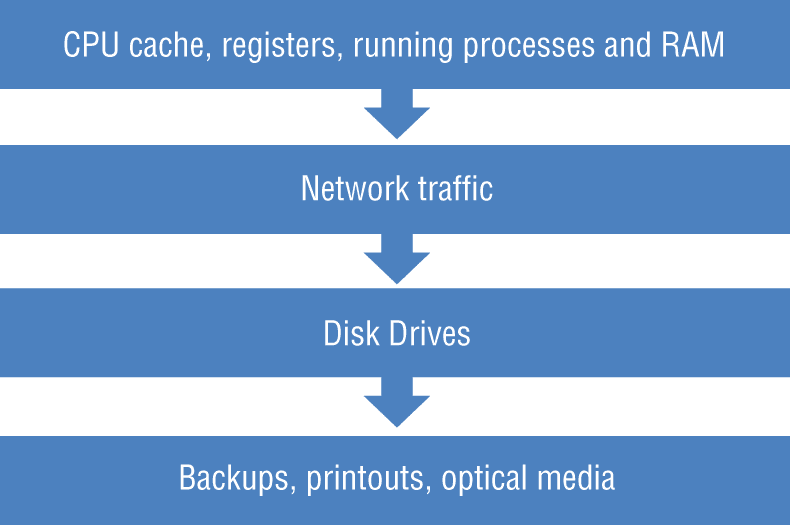 CPU cache, registers, running processes and RAM
Network traffic
Disk Drives
Backups, printouts, optical media